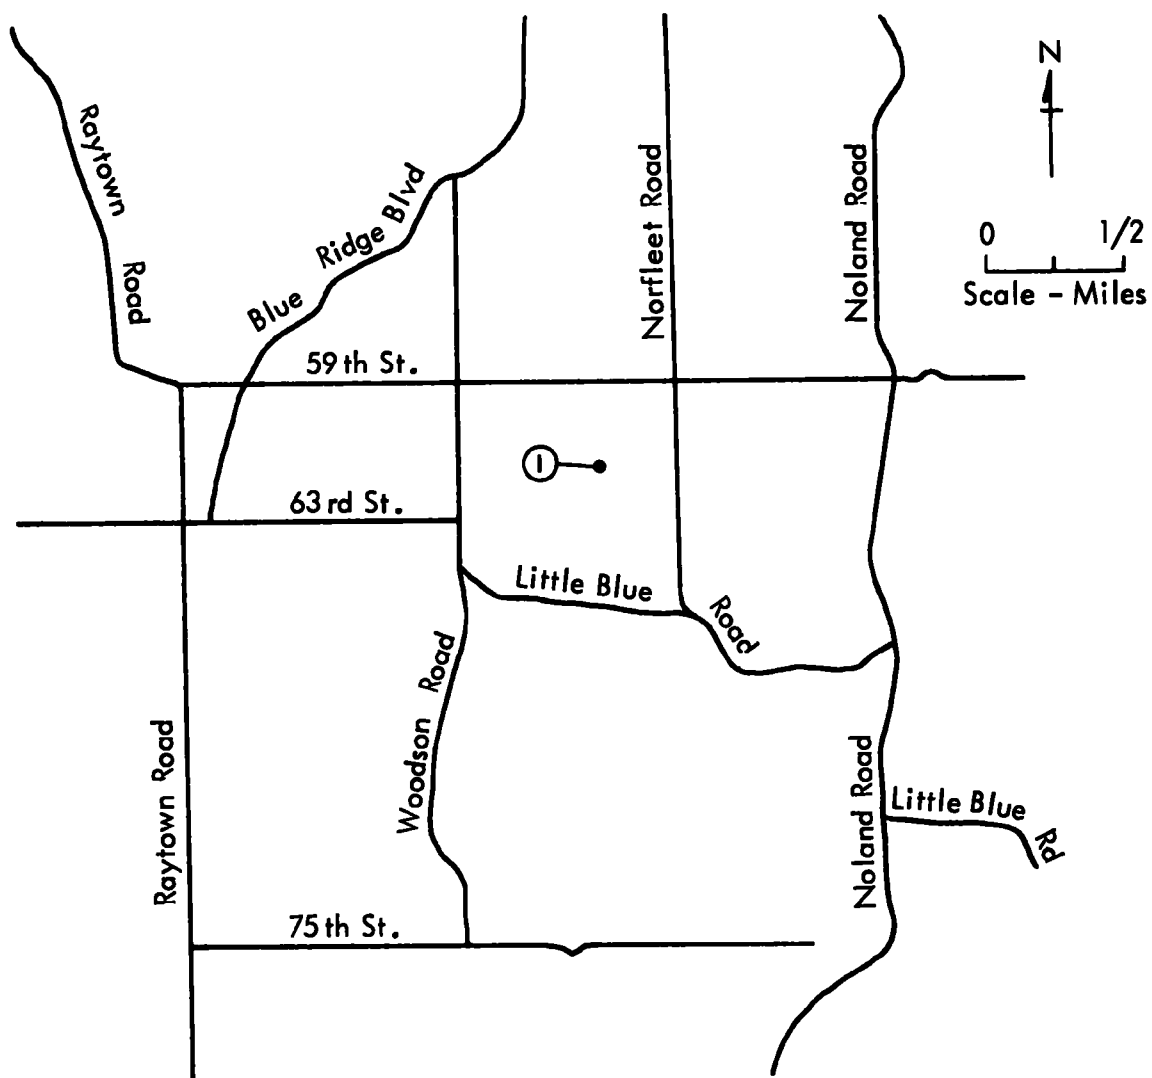 N
Raytown
Road
Blue
Ridge Blvd
Norfleet Road
Noland Road
0
1/2
Scale - Miles
59th St.
1
63rd St.
Little Blue
Road
Woodson Road
Raytown Road
Noland Road
Little Blue
Rd
75th St.